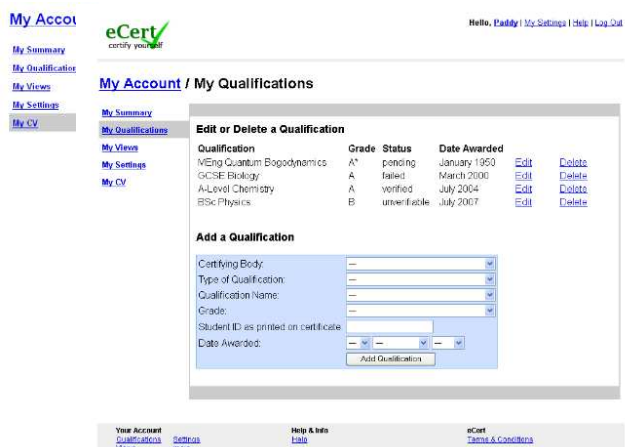 My Accou
My Summary
My Qualification
My Views
My Settings
My CV
eCert
certify yourself
Hello, Paddy | My Settings | Help | Log Out
My Account / My Qualifications
My Summary
My Qualifications
My Views
My Settings
My CV
Edit or Delete a Qualification
Qualification Grade Status Date Awarded
MEng Quantum Bogodynamics A* pending January 1950 Edit Delete
GCSE Biology A failed March 2000 Edit Delete
A-Level Chemistry A verified July 2004 Edit Delete
BSc Physics B unverifiable July 2007 Edit Delete
Add a Qualification
Certifying Body: —
Type of Qualification: —
Qualification Name: —
Grade: —
Student ID as printed on certificate:
Date Awarded: — — —
Add Qualification
Your Account Help & Info eCert
Qualifications Settings Help Terms & Conditions